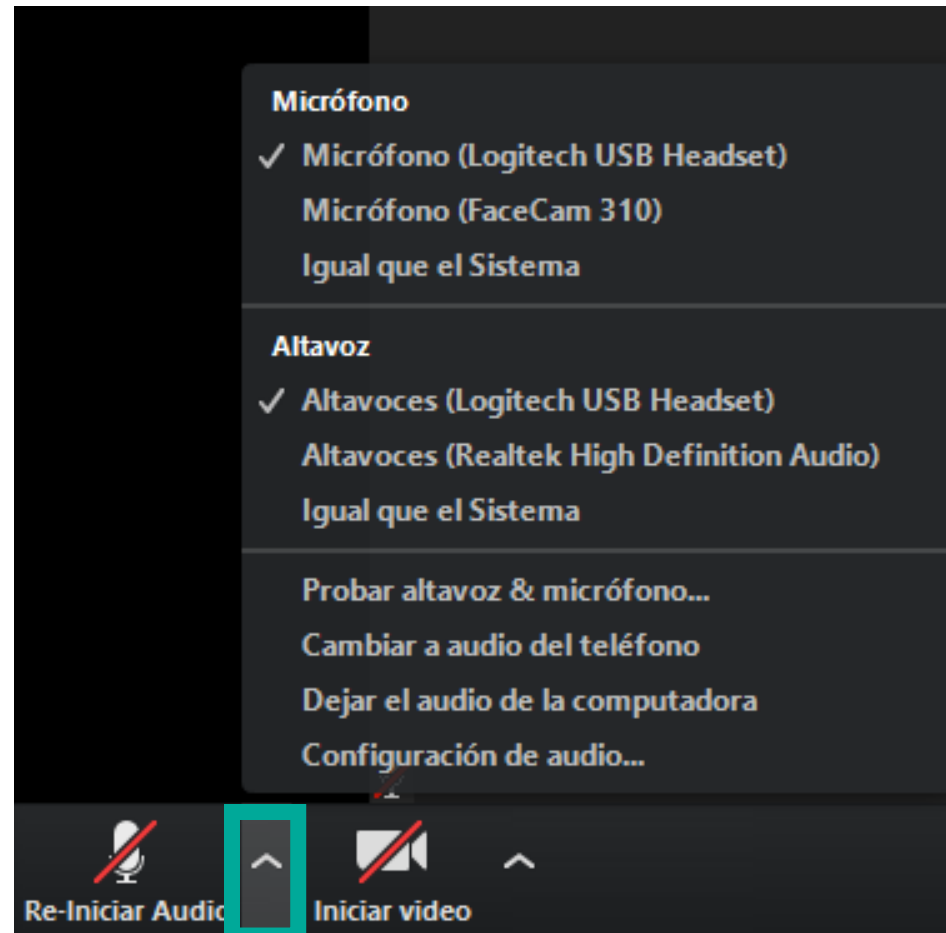 Micrófono
Micrófono (Logitech USB Headset)
Micrófono (FaceCam 310)
Igual que el Sistema
Altavoz
Altavoces (Logitech USB Headset)
Altavoces (Realtek High Definition Audio)
Igual que el Sistema
Probar altavoz & micrófono...
Cambiar a audio del teléfono
Dejar el audio de la computadora
Configuración de audio...
Re-Iniciar Audio
Iniciar video